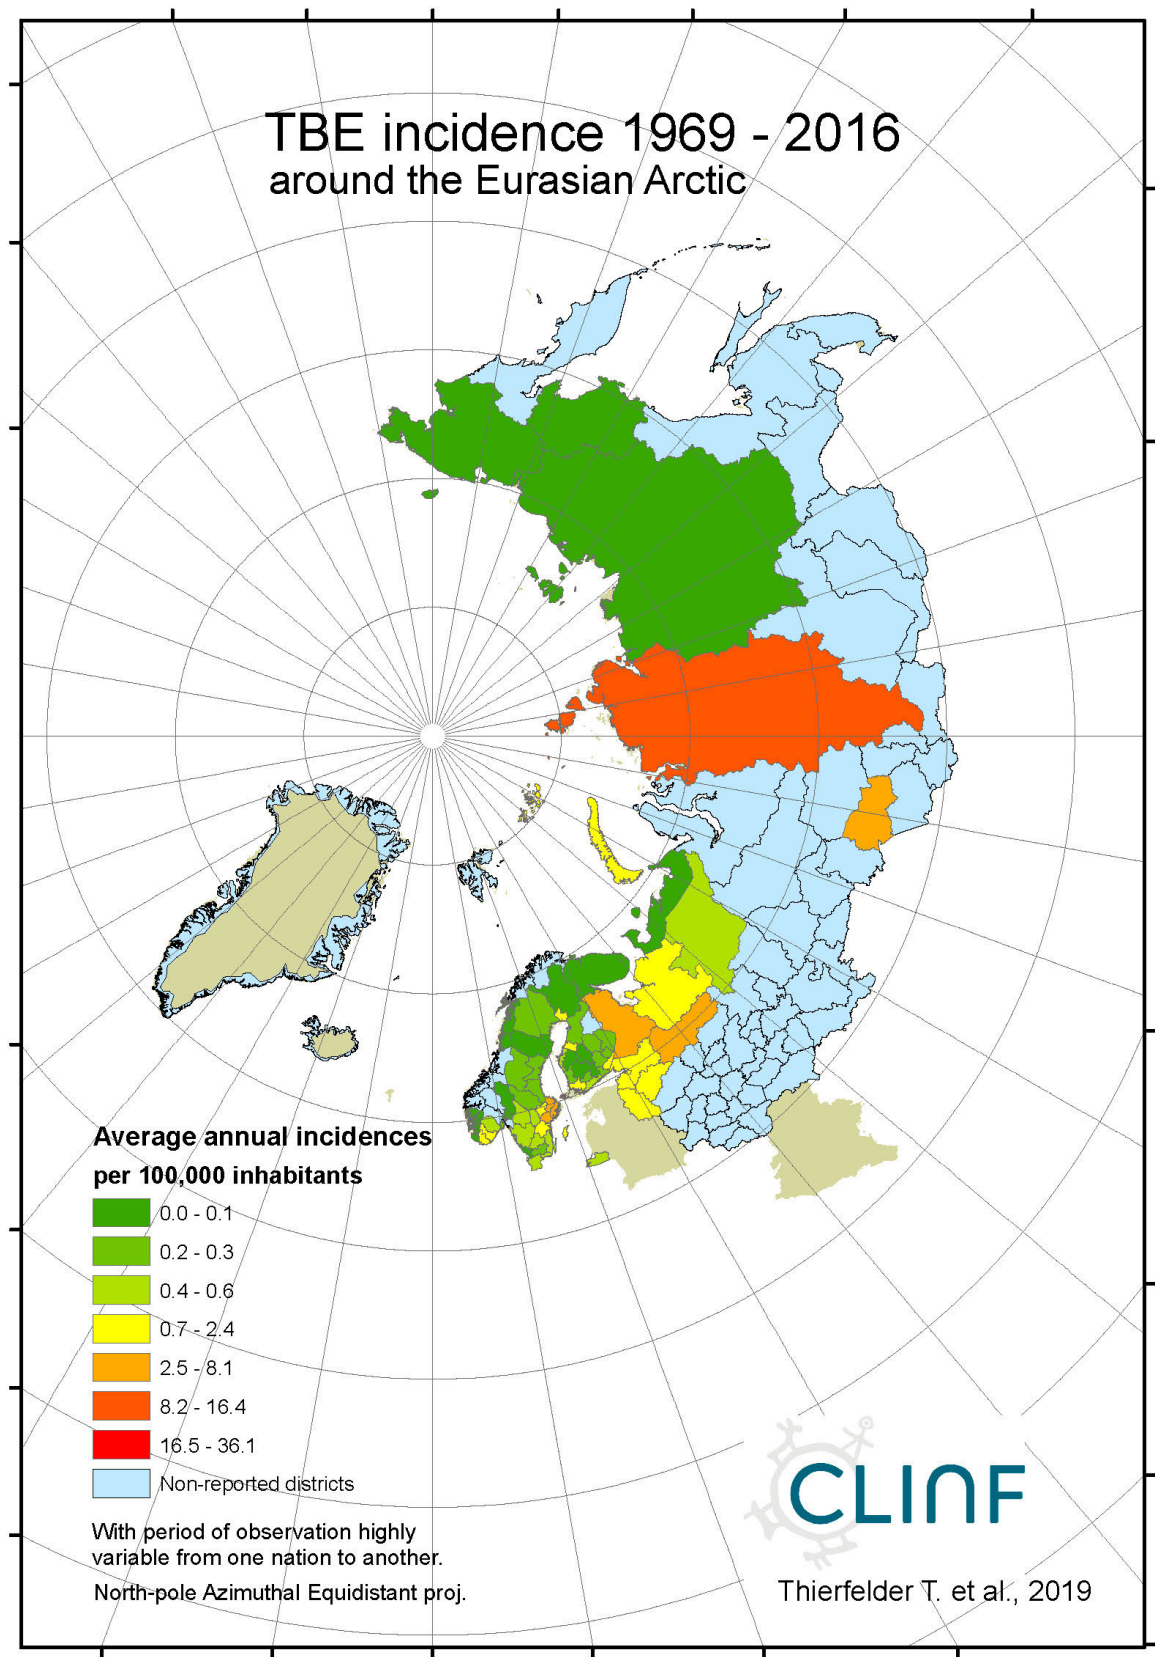 TBE incidence 1969 - 2016
around the Eurasian Arctic
Average annual incidences
per 100,000 inhabitants
0.0 - 0.1
0.2 - 0.3
0.4 - 0.6
0.7 - 2.4
2.5 - 8.1
8.2 - 16.4
16.5 - 36.1
Non-reported districts
With period of observation highly
variable from one nation to another.
North-pole Azimuthal Equidistant proj.
CLINF
Thierfelder T. et al., 2019